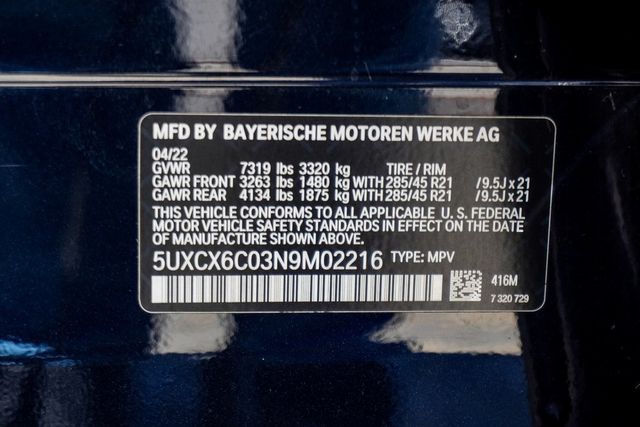 MFD BY BAYERISCHE MOTOREN WERKE AG
04/22
GVWR 7319 lbs 3320 kg TIRE / RIM
GAWR FRONT 3263 lbs 1480 kg WITH 285/45 R21 / 9.5J x 21
GAWR REAR 4134 lbs 1875 kg WITH 285/45 R21 / 9.5J x 21
THIS VEHICLE CONFORMS TO ALL APPLICABLE U. S. FEDERAL
MOTOR VEHICLE SAFETY STANDARDS IN EFFECT ON THE DATE
OF MANUFACTURE SHOWN ABOVE.
5UXCX6C03N9M02216 TYPE: MPV
416M
7 320 729